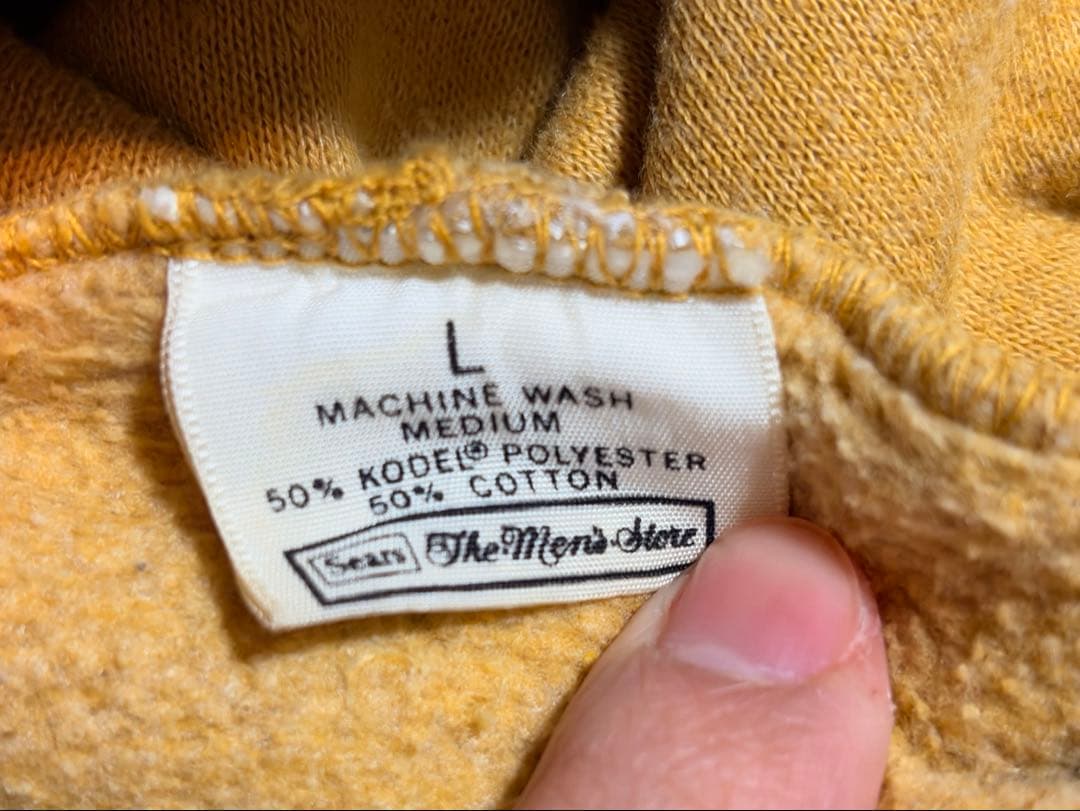 L
MACHINE WASH
MEDIUM
50% KODEL® POLYESTER
50% COTTON
Sears The Men's Store